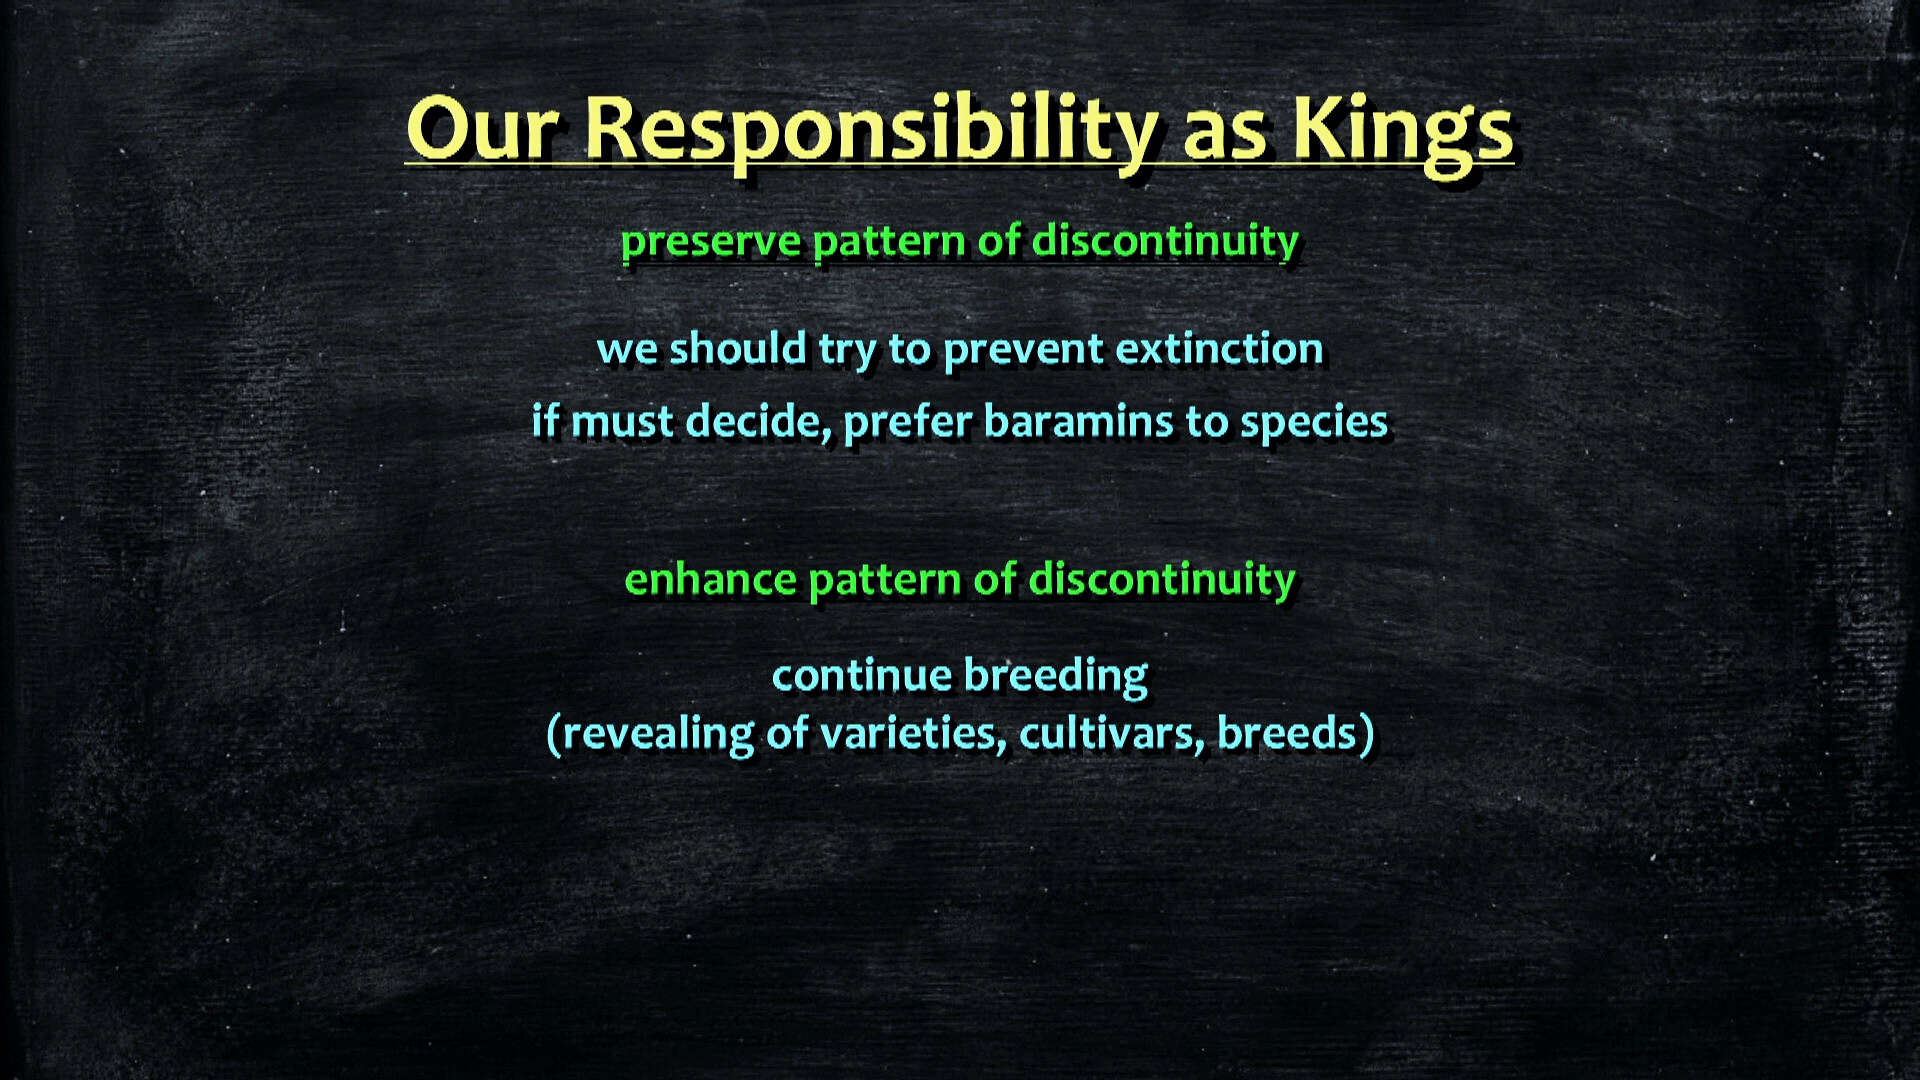 Our Responsibility as Kings
preserve pattern of discontinuity
we should try to prevent extinction
if must decide, prefer baramins to species
enhance pattern of discontinuity
continue breeding
(revealing of varieties, cultivars, breeds)